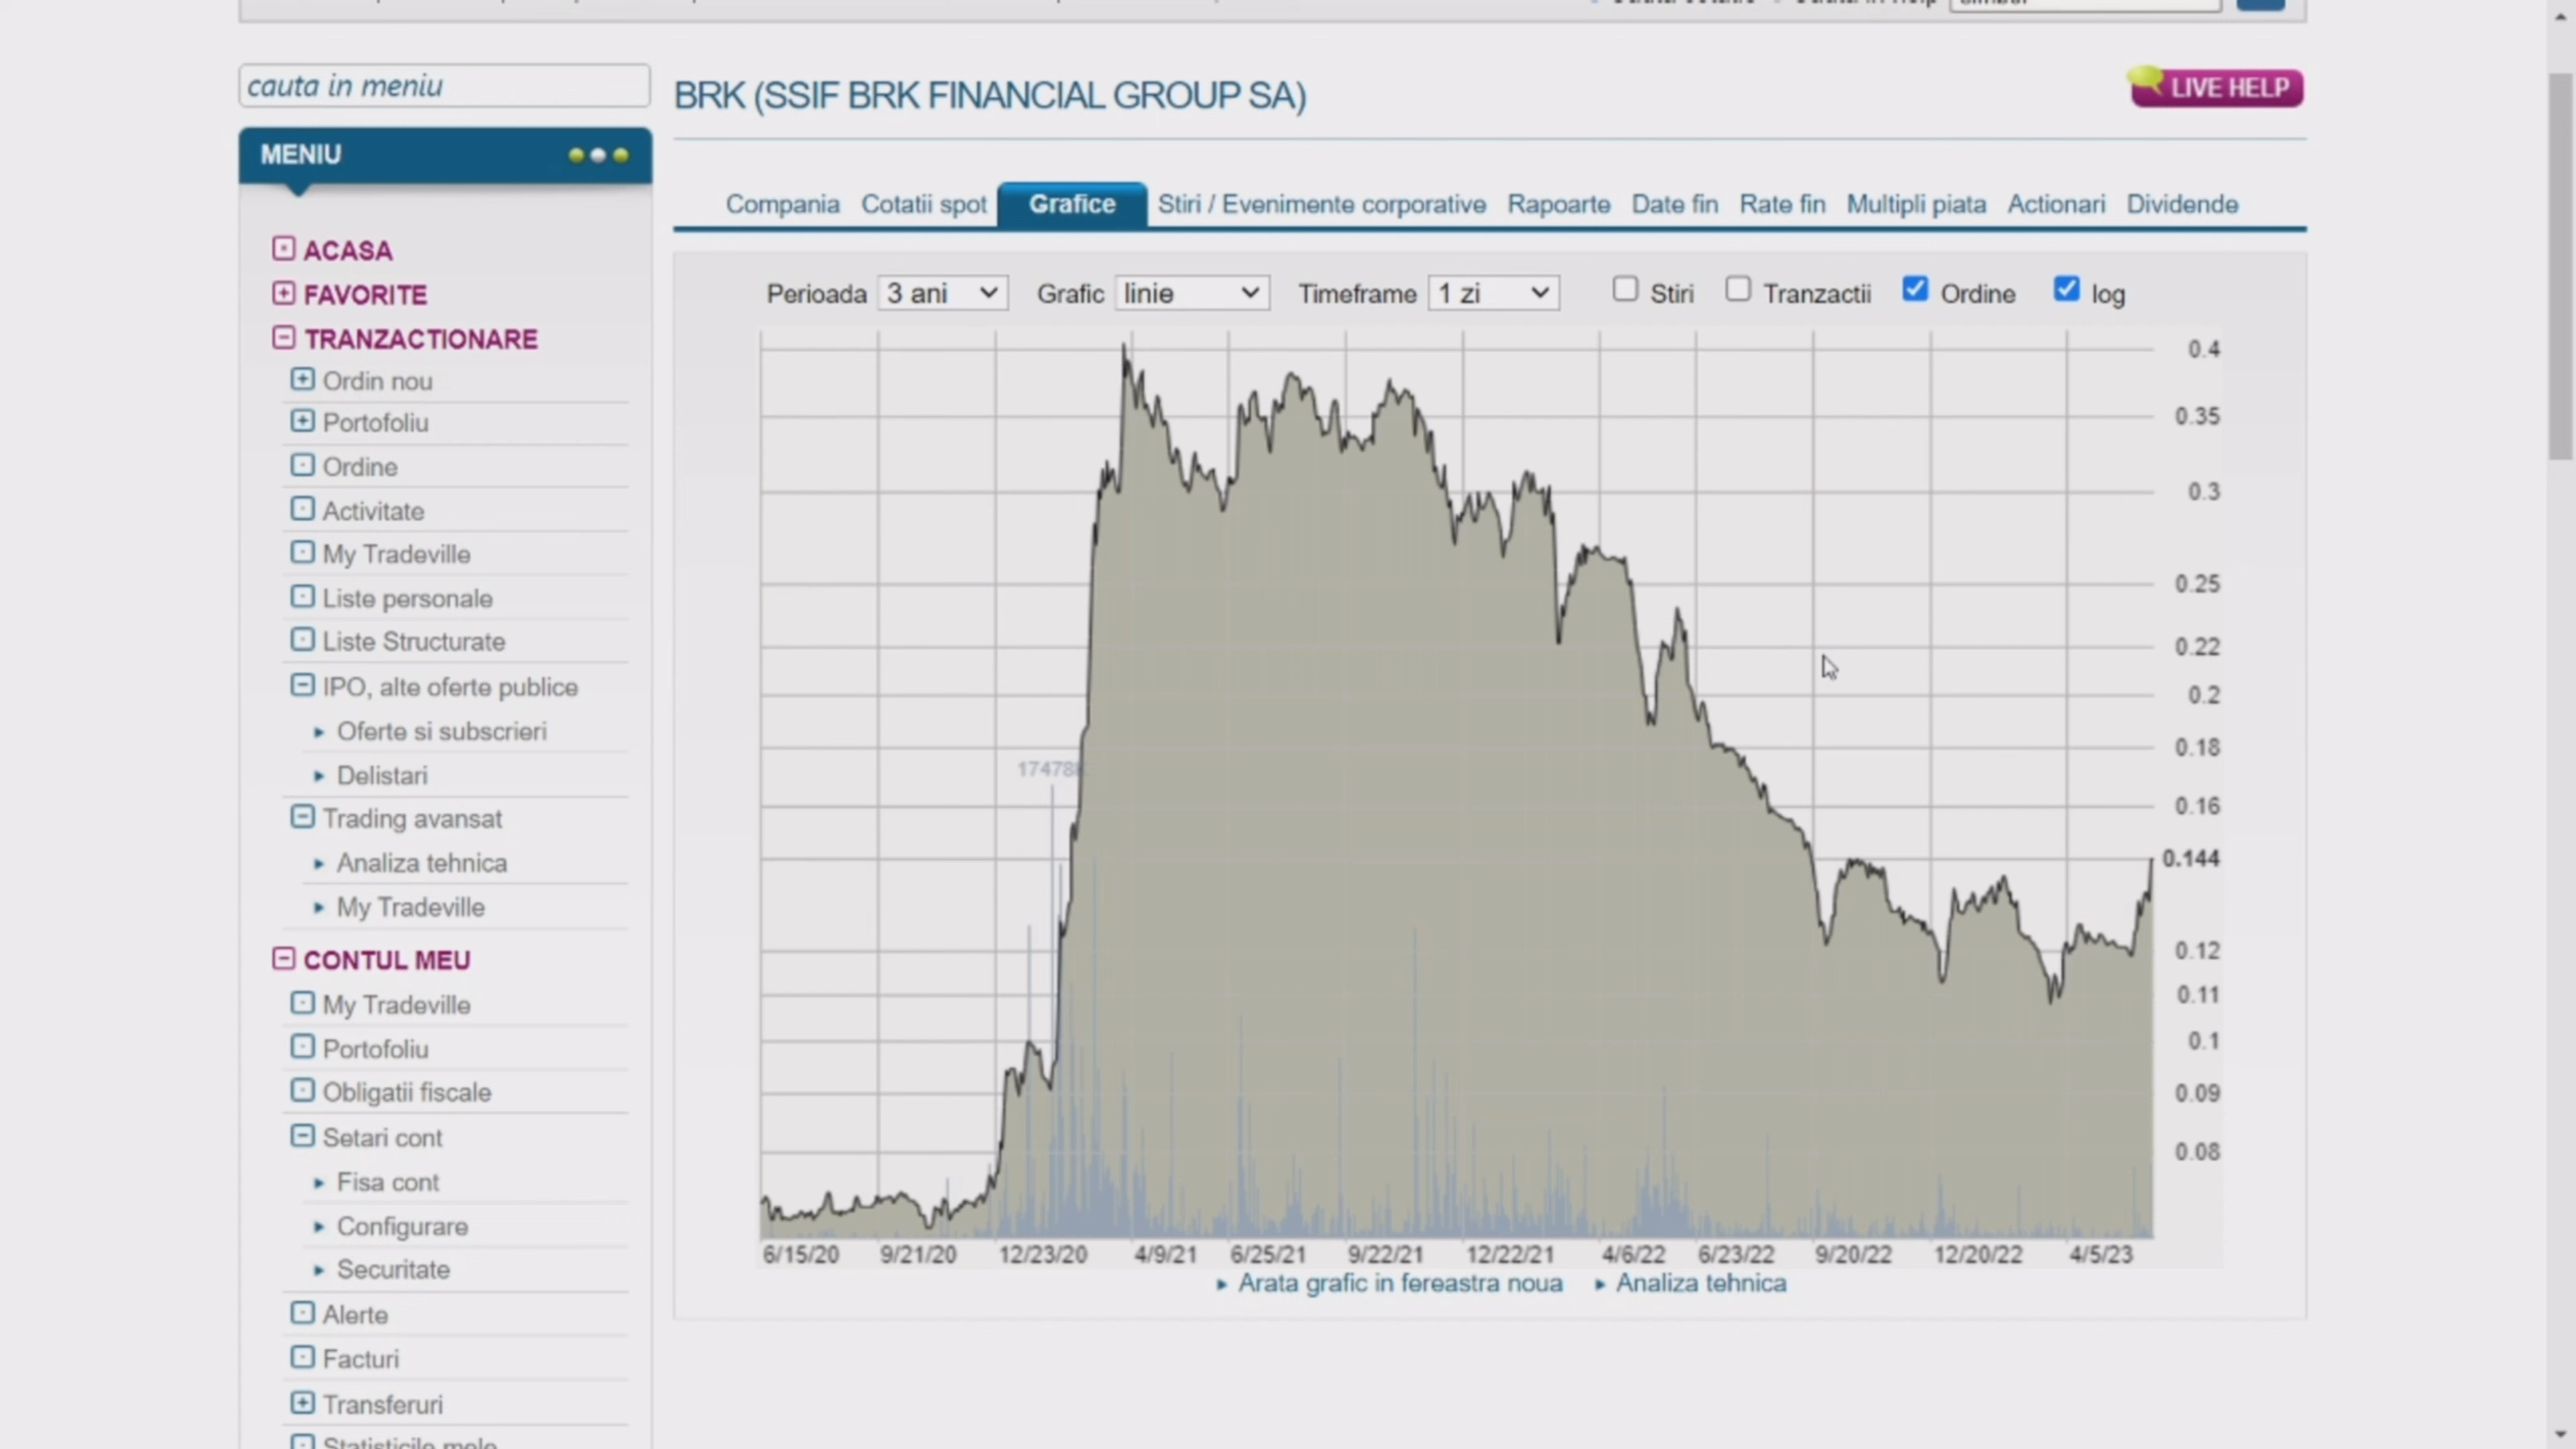 cauta in meniu
BRK (SSIF BRK FINANCIAL GROUP SA)
LIVE HELP
MENIU
Compania Cotatii spot Grafice Stiri / Evenimente corporative Rapoarte Date fin Rate fin Multipli piata Actionari Dividende
ACASA
FAVORITE
TRANZACTIONARE
Ordin nou
Portofoliu
Ordine
Activitate
My Tradeville
Liste personale
Liste Structurate
IPO, alte oferte publice
Oferte si subscrieri
Delistari
Trading avansat
Analiza tehnica
My Tradeville
CONTUL MEU
My Tradeville
Portofoliu
Obligatii fiscale
Setari cont
Fisa cont
Configurare
Securitate
Alerte
Facturi
Transferuri
Perioada 3 ani Grafic linie Timeframe 1 zi Stiri Tranzactii Ordine log
0.4
0.35
0.3
0.25
0.22
0.2
0.18
0.16
0.144
0.12
0.11
0.1
0.09
0.08
6/15/20 9/21/20 12/23/20 4/9/21 6/25/21 9/22/21 12/22/21 4/6/22 6/23/22 9/20/22 12/20/22 4/5/23
Arata grafic in fereastra noua Analiza tehnica